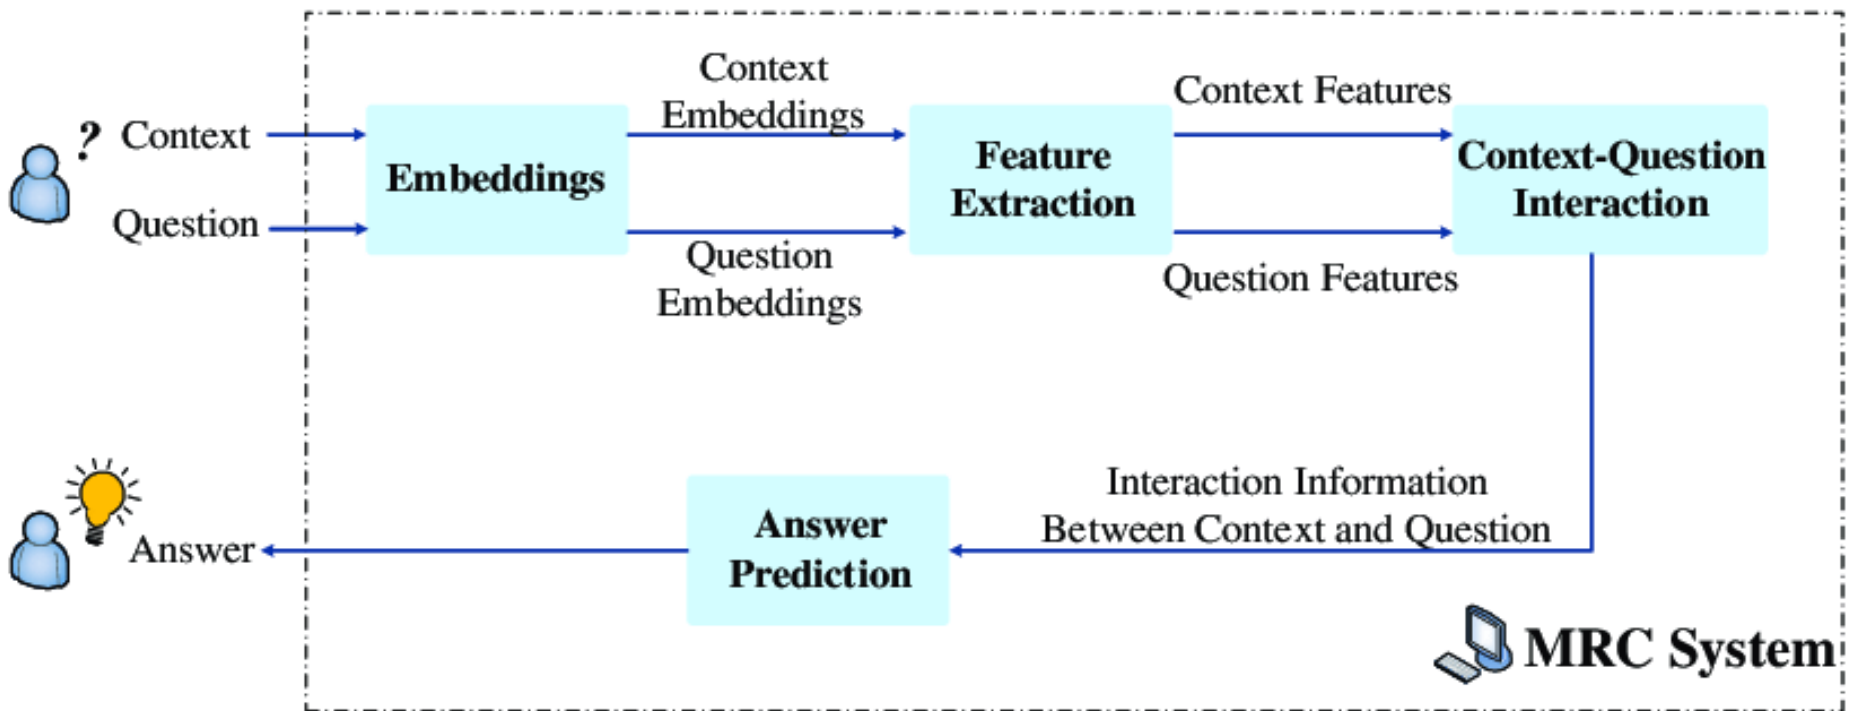 ?
Context
Question
Embeddings
Context
Embeddings
Question
Embeddings
Feature
Extraction
Context Features
Question Features
Context-Question
Interaction
Interaction Information
Between Context and Question
Answer
Prediction
Answer
MRC System